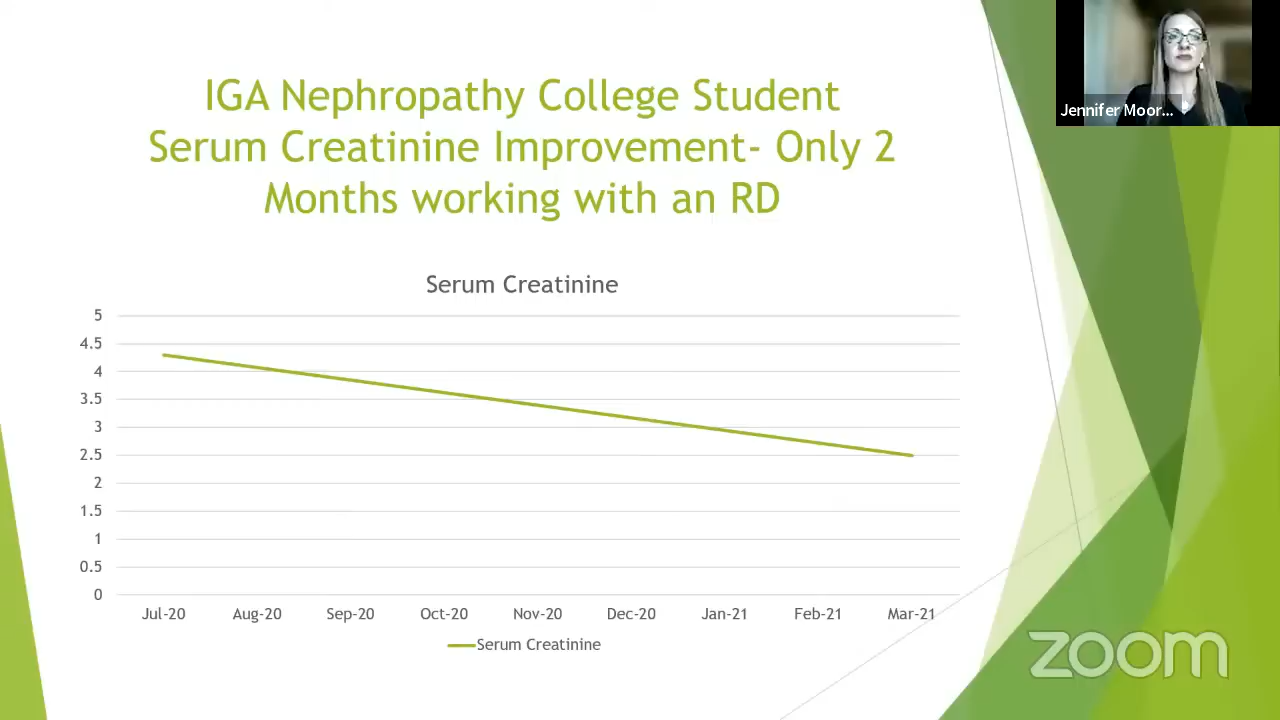 IGA Nephropathy College Student
Serum Creatinine Improvement- Only 2
Months working with an RD
Jennifer Moor...
Serum Creatinine
5
4.5
4
3.5
3
2.5
2
1.5
1
0.5
0
Jul-20 Aug-20 Sep-20 Oct-20 Nov-20 Dec-20 Jan-21 Feb-21 Mar-21
Serum Creatinine
zoom